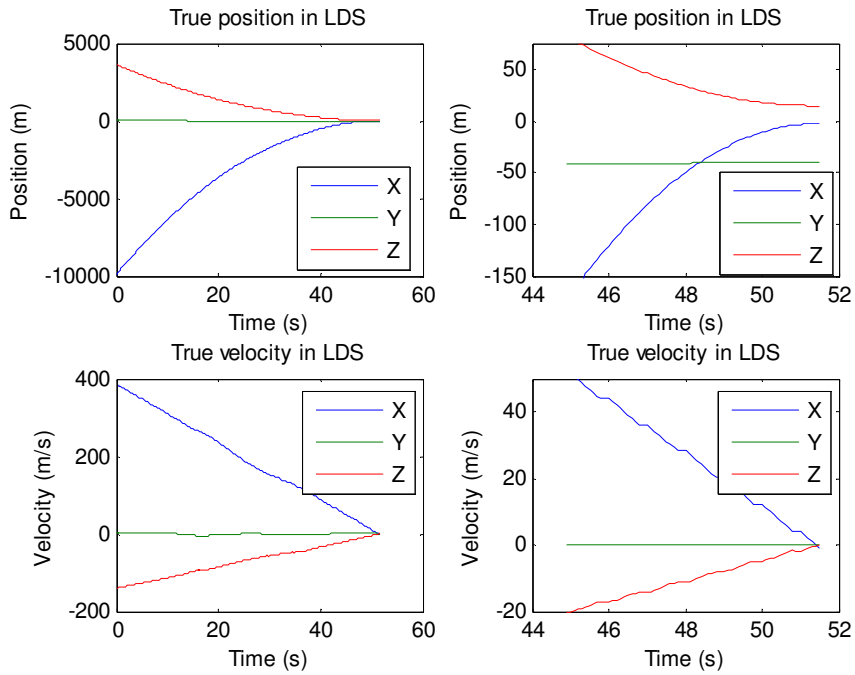 True position in LDS
5000
0
-5000
-10000
Position (m)
0 20 40 60
Time (s)
X
Y
Z
True position in LDS
50
0
-50
-100
-150
Position (m)
44 46 48 50 52
Time (s)
X
Y
Z
True velocity in LDS
400
200
0
-200
Velocity (m/s)
0 20 40 60
Time (s)
X
Y
Z
True velocity in LDS
40
20
0
-20
Velocity (m/s)
44 46 48 50 52
Time (s)
X
Y
Z